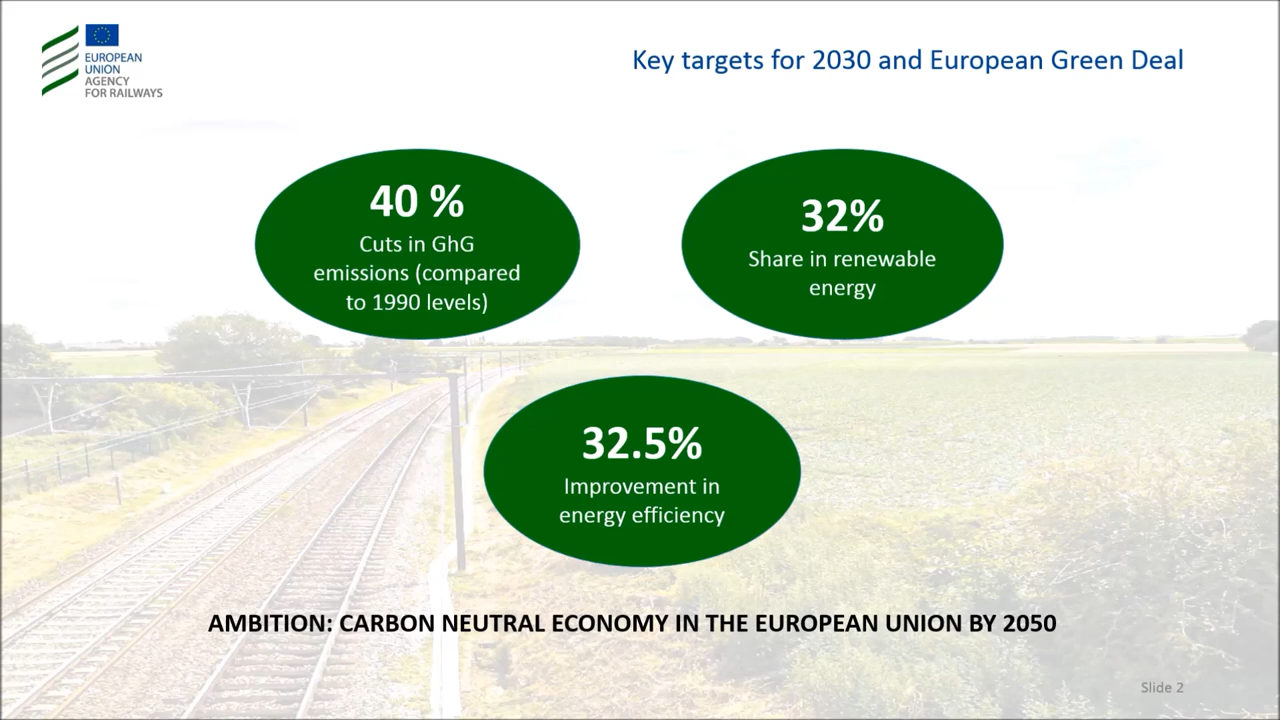 EUROPEAN
UNION
AGENCY
FOR RAILWAYS
Key targets for 2030 and European Green Deal
40 %
Cuts in GhG
emissions (compared
to 1990 levels)
32%
Share in renewable
energy
32.5%
Improvement in
energy efficiency
AMBITION: CARBON NEUTRAL ECONOMY IN THE EUROPEAN UNION BY 2050
Slide 2